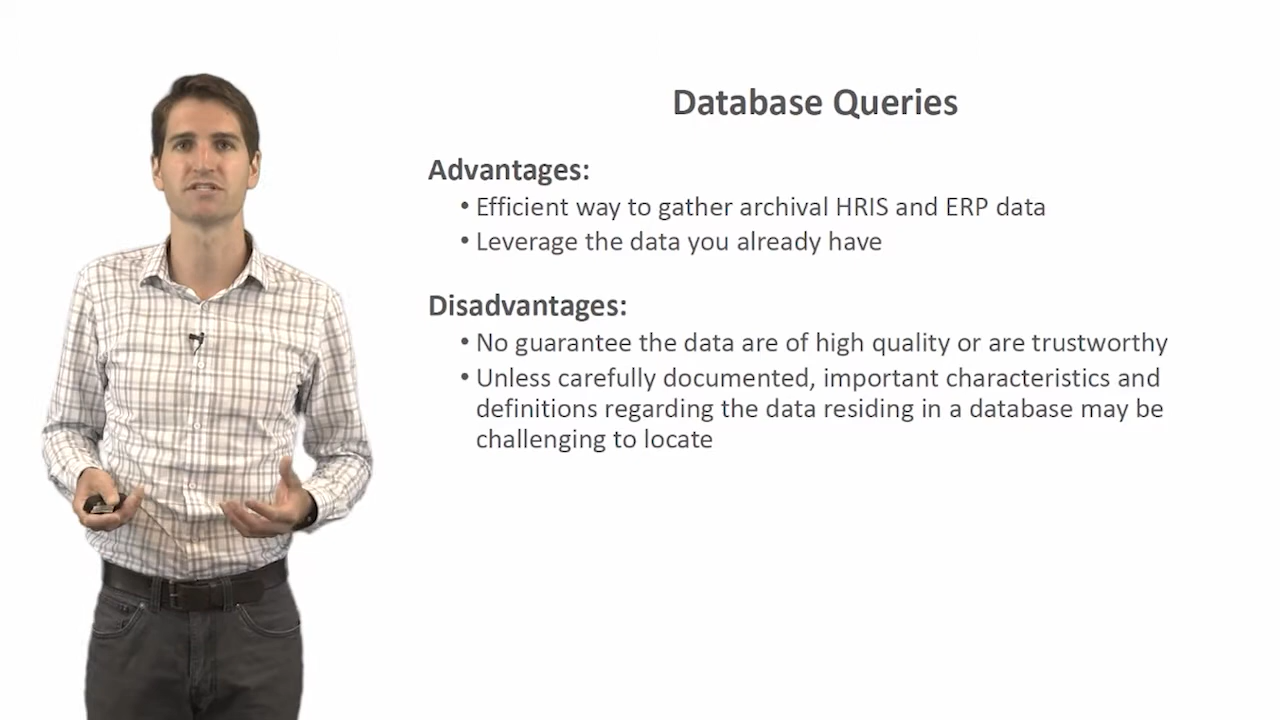 Database Queries
Advantages:
• Efficient way to gather archival HRIS and ERP data
• Leverage the data you already have
Disadvantages:
• No guarantee the data are of high quality or are trustworthy
• Unless carefully documented, important characteristics and
definitions regarding the data residing in a database may be
challenging to locate